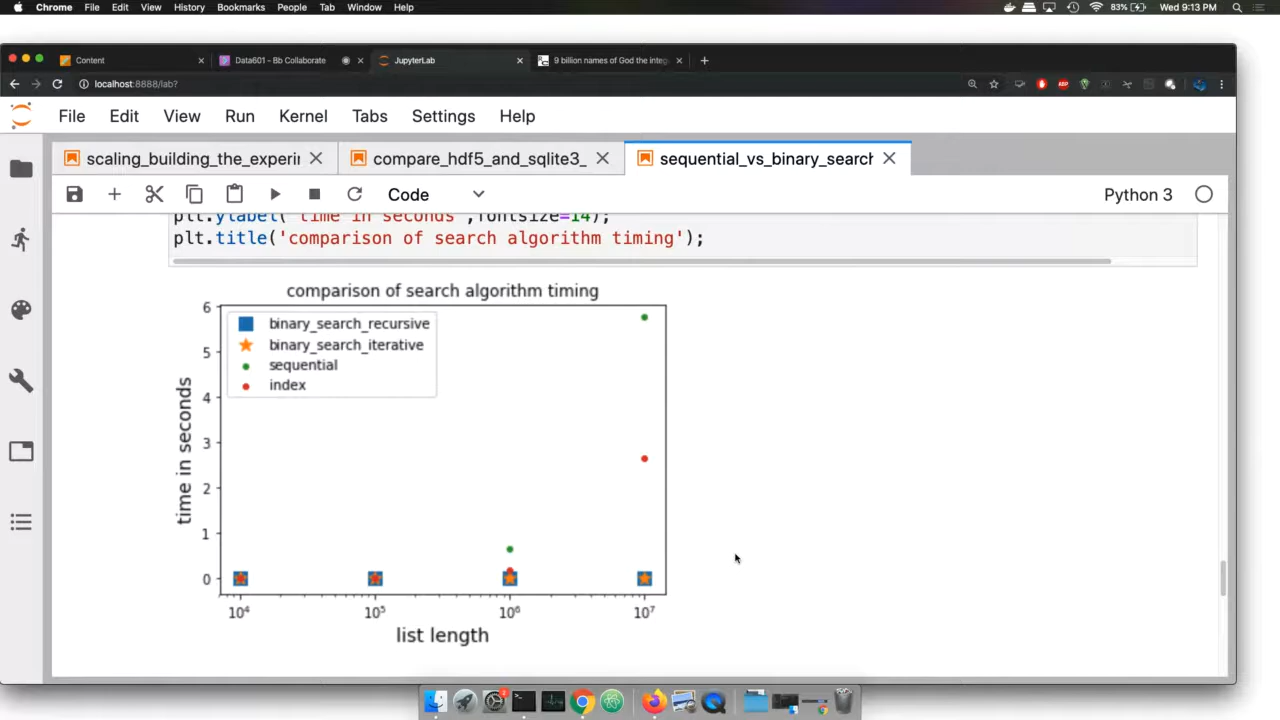 Chrome File Edit View History Bookmarks People Tab Window Help 83% Wed 9:13 PM
Content Data601 - Bb Collaborate JupyterLab 9 billion names of God the integ
localhost:8888/lab?
File Edit View Run Kernel Tabs Settings Help
scaling_building_the_experi compare_hdf5_and_sqlite3_ sequential_vs_binary_search
Code Python 3
plt.ylabel('time in seconds',fontsize=14);
plt.title('comparison of search algorithm timing');
comparison of search algorithm timing
binary_search_recursive
binary_search_iterative
sequential
index
6
5
4
3
2
1
0
time in seconds
10⁴ 10⁵ 10⁶ 10⁷
list length